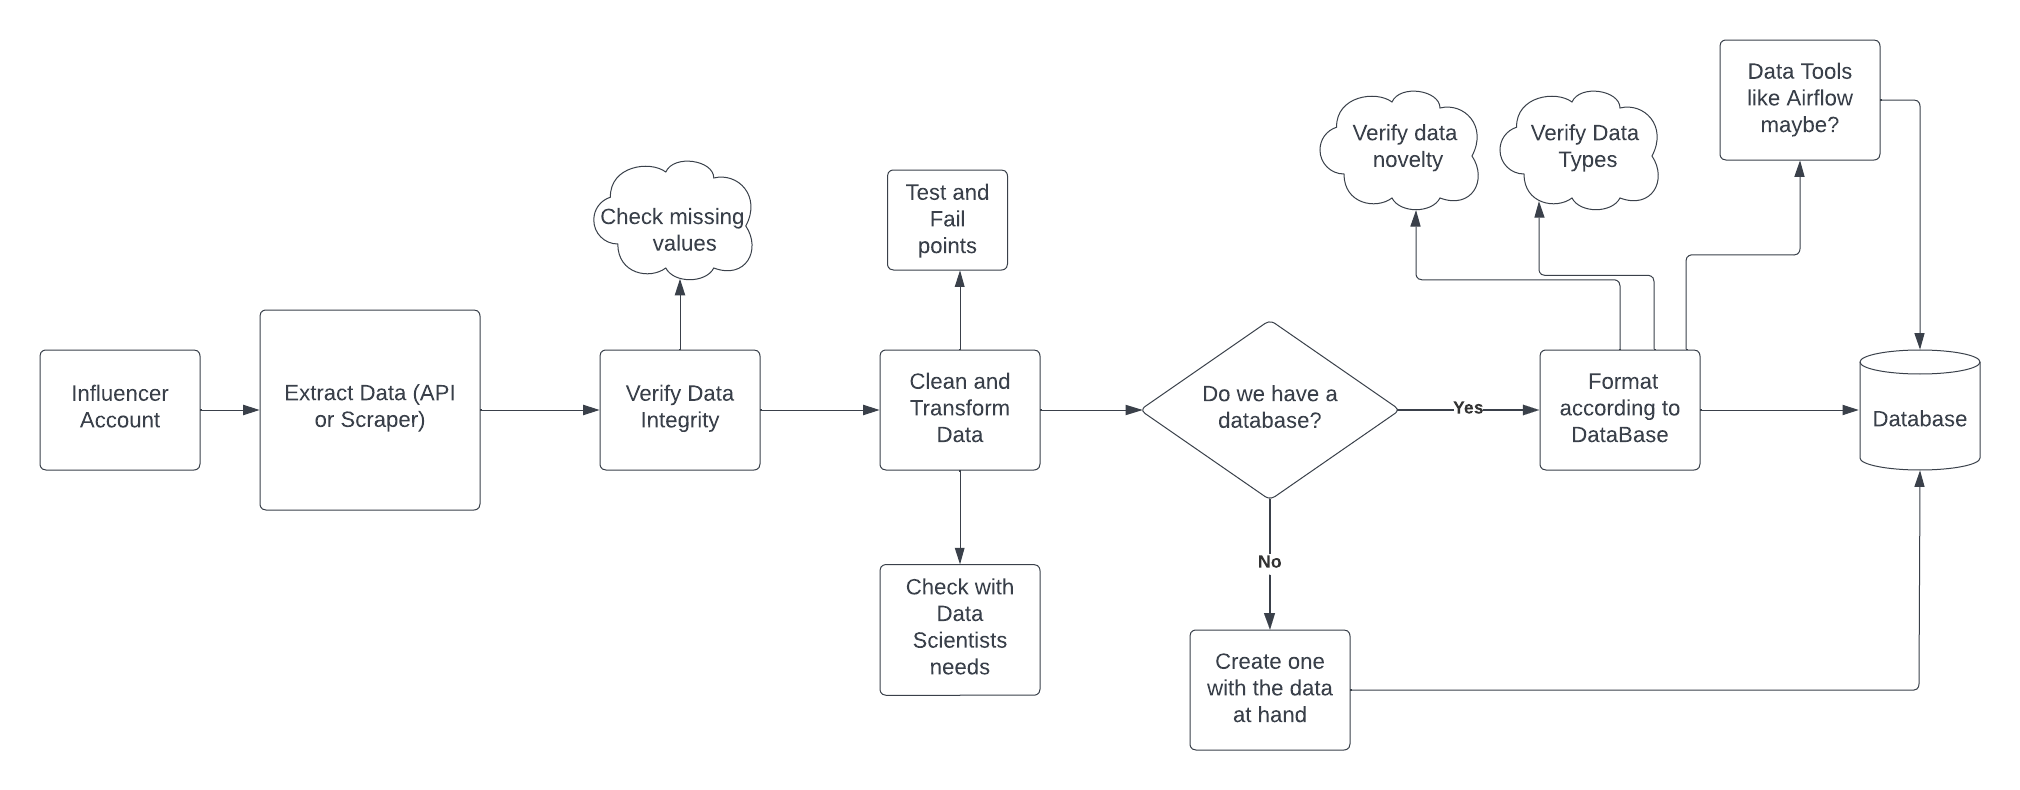 Influencer
Account
Extract Data (API
or Scraper)
Check missing
values
Verify Data
Integrity
Test and
Fail
points
Clean and
Transform
Data
Check with
Data
Scientists
needs
Do we have a
database?
Yes
No
Create one
with the data
at hand
Verify data
novelty
Verify Data
Types
Format
according to
DataBase
Data Tools
like Airflow
maybe?
Database